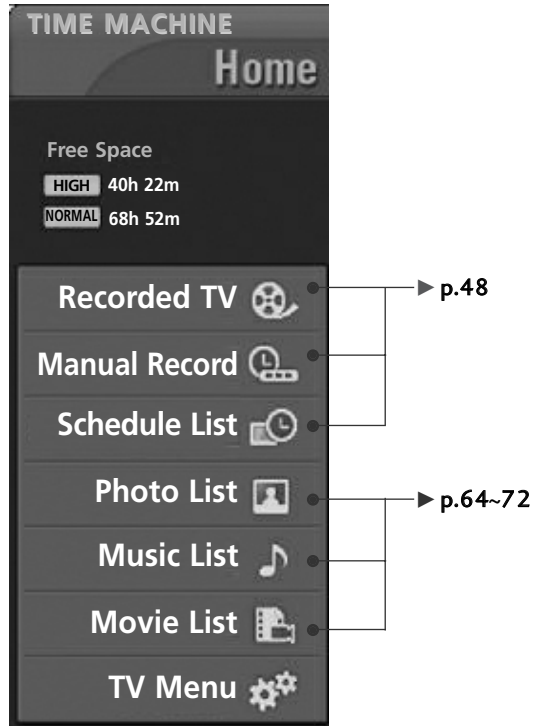 TIME MACHINE
Home
Free Space
HIGH 40h 22m
NORMAL 68h 52m
Recorded TV
▶ p.48
Manual Record
Schedule List
Photo List
▶ p.64~72
Music List
Movie List
TV Menu